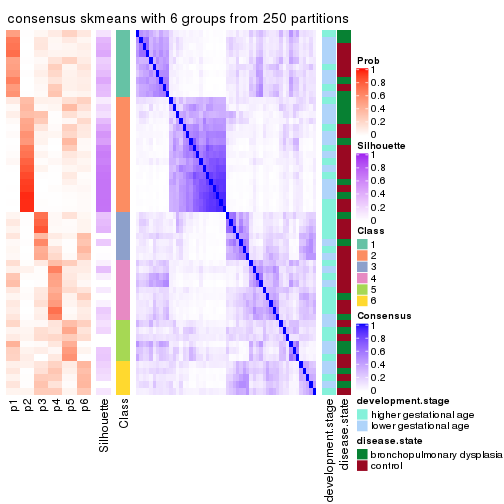 consensus skmeans with 6 groups from 250 partitions
Prob
1
0.8
0.6
0.4
0.2
0
Silhouette
1
0.8
0.6
0.4
0.2
0
Class
1
2
3
4
5
6
Consensus
1
0.8
0.6
0.4
0.2
0
development.stage
higher gestational age
lower gestational age
disease.state
bronchopulmonary dysplasia
control
p1
p2
p3
p4
p5
p6
Silhouette
Class
development.stage
disease.state